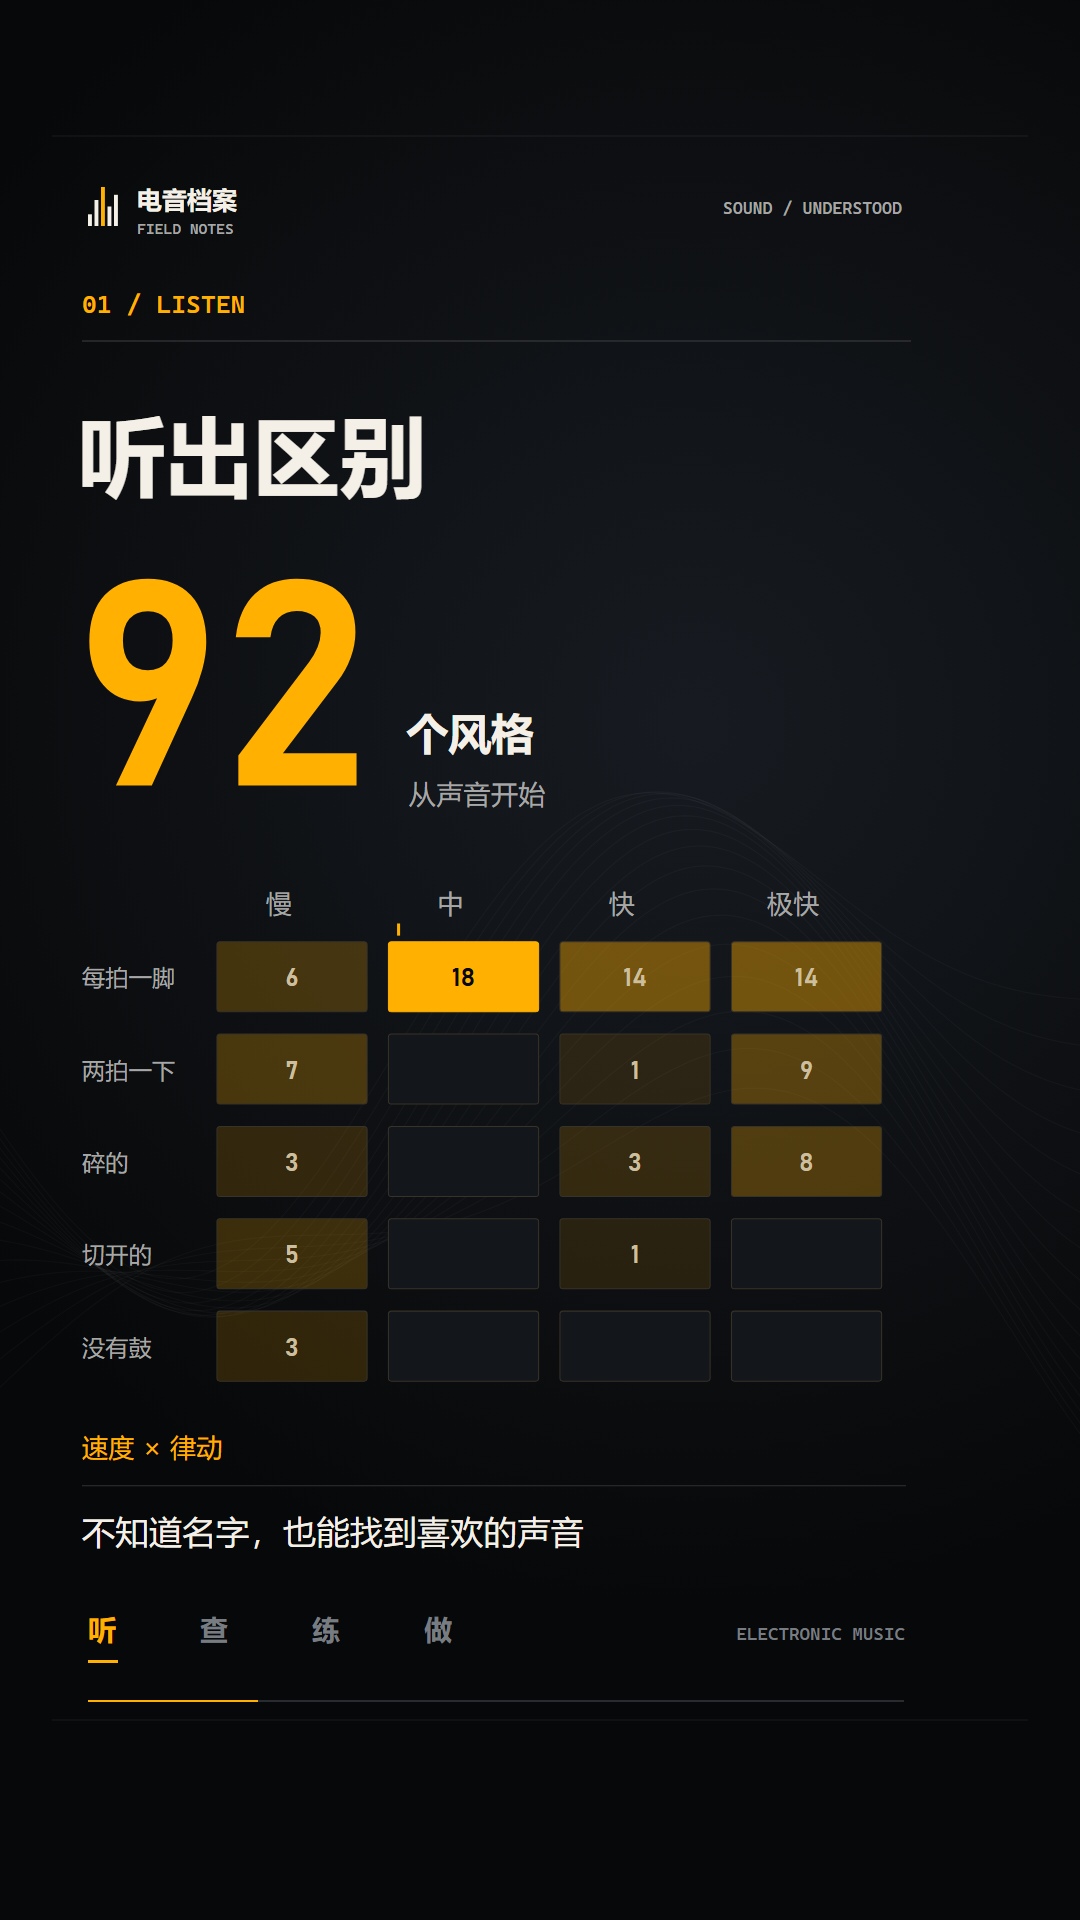 电音档案
FIELD NOTES
SOUND / UNDERSTOOD
01 / LISTEN
听出区别
92
个风格
从声音开始
慢 中 快 极快
每拍一脚 6 18 14 14
两拍一下 7 1 9
碎的 3 3 8
切开的 5 1
没有鼓 3
速度 × 律动
不知道名字，也能找到喜欢的声音
听 查 练 做
ELECTRONIC MUSIC